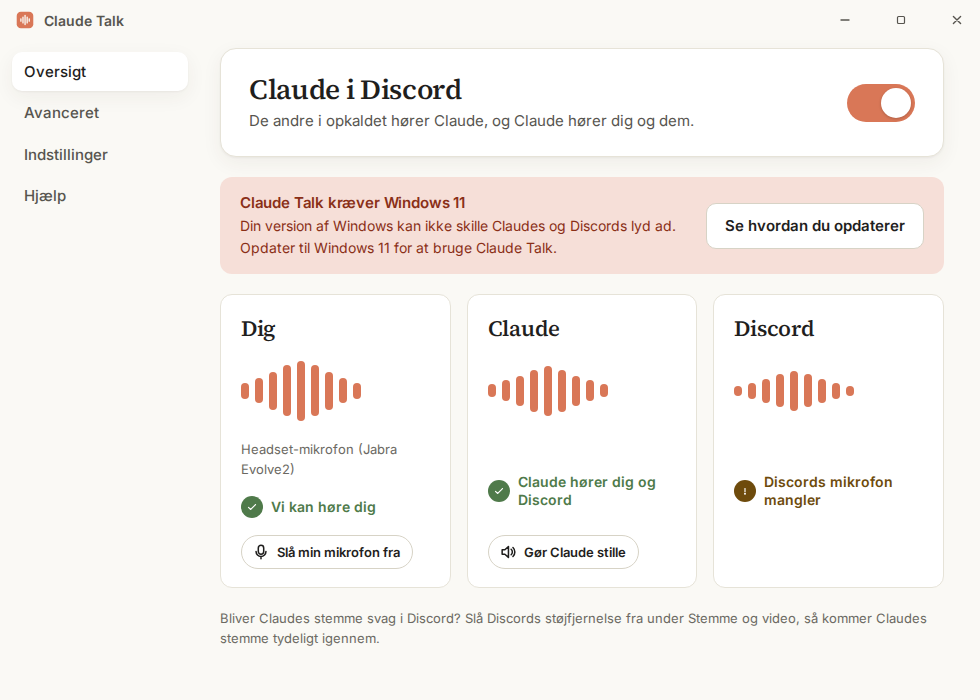 Claude Talk
Oversigt
Avanceret
Indstillinger
Hjælp
Claude i Discord
De andre i opkaldet hører Claude, og Claude hører dig og dem.
Claude Talk kræver Windows 11
Din version af Windows kan ikke skille Claudes og Discords lyd ad.
Opdater til Windows 11 for at bruge Claude Talk.
Se hvordan du opdaterer
Dig
Headset-mikrofon (Jabra
Evolve2)
Vi kan høre dig
Slå min mikrofon fra
Claude
Claude hører dig og
Discord
Gør Claude stille
Discord
Discords mikrofon
mangler
Bliver Claudes stemme svag i Discord? Slå Discords støjfjernelse fra under Stemme og video, så kommer Claudes
stemme tydeligt igennem.